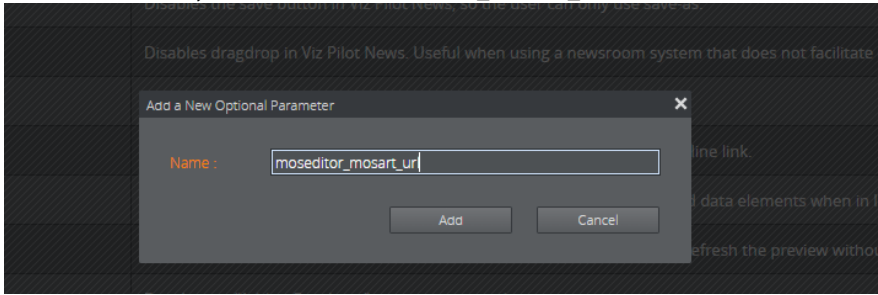 Disables the save button in Viz Pilot News, so the user can only use save-as.
Disables dragdrop in Viz Pilot News. Useful when using a newsroom system that does not facilitate
Add a New Optional Parameter
Name :
moseditor_mosart_url
line link.
data elements when in
Add
Cancel
efresh the preview withou